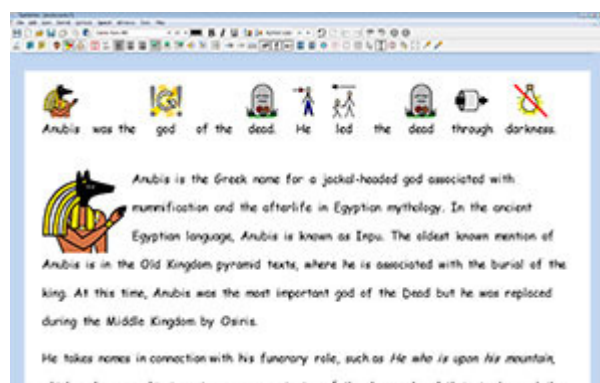 Anubis was the god of the dead. He led the dead through darkness.
Anubis is the Greek name for a jackal-headed god associated with
mummification and the afterlife in Egyptian mythology. In the ancient
Egyptian language, Anubis is known as Inpu. The oldest known mention of
Anubis is in the Old Kingdom pyramid texts, where he is associated with the burial of the
king. At this time, Anubis was the most important god of the Dead but he was replaced
during the Middle Kingdom by Osiris.
He takes names in connection with his funerary role, such as He who is upon his mountain,